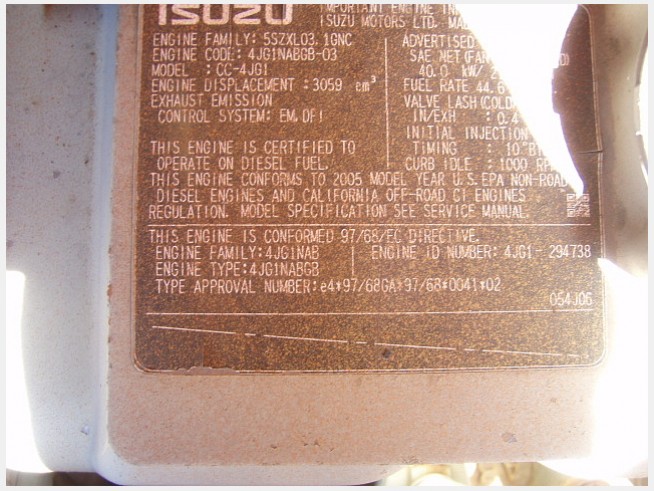 ISUZU
IMPORTANT ENGINE
ISUZU MOTORS LTD.
ENGINE FAMILY: 5SZXL03.1GNC
ENGINE CODE: 4JG1NABGB-03
MODEL : CC-4JG1
ENGINE DISPLACEMENT : 3059 cm³
EXHAUST EMISSION
CONTROL SYSTEM: EM, DFI
ADVERTISED
SAE NET (FAN
40.0 kW/
FUEL RATE 44.6
VALVE LASH (COLD)
IN/EXH : 0.4
INITIAL INJECTION
TIMING : 10°
CURB IDLE : 1000
THIS ENGINE IS CERTIFIED TO
OPERATE ON DIESEL FUEL.
THIS ENGINE CONFORMS TO 2005 MODEL YEAR U.S. EPA NON-ROAD
DIESEL ENGINES AND CALIFORNIA OFF-ROAD CI ENGINES
REGULATION. MODEL SPECIFICATION SEE SERVICE MANUAL.
THIS ENGINE IS CONFORMED 97/68/EC DIRECTIVE.
ENGINE FAMILY: 4JG1NAB
ENGINE TYPE: 4JG1NABGB
ENGINE ID NUMBER: 4JG1- 294738
TYPE APPROVAL NUMBER: e4*97/68GA*97/68*0041*02
054J06